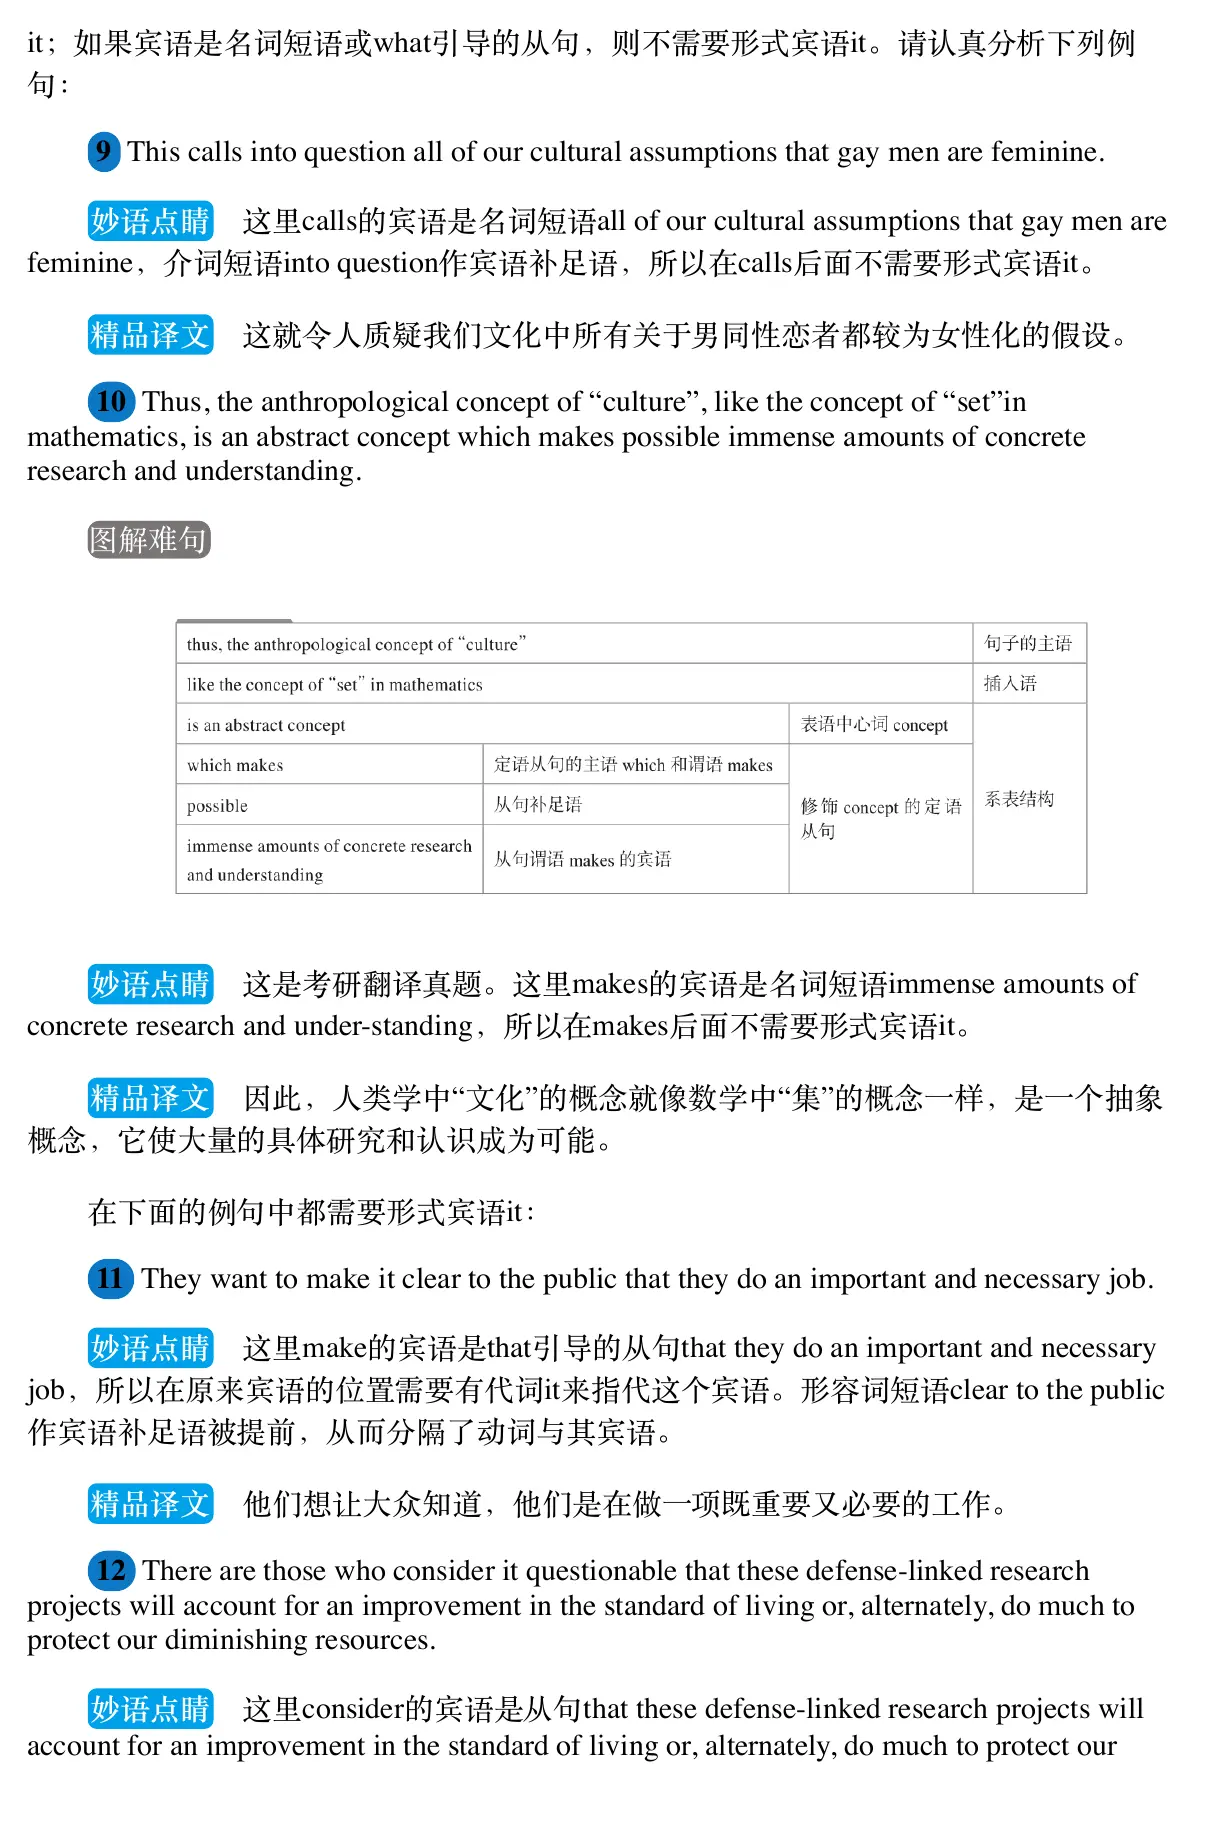 it；如果宾语是名词短语或what引导的从句，则不需要形式宾语it。请认真分析下列例
句：
9 This calls into question all of our cultural assumptions that gay men are feminine.
妙语点睛 这里calls的宾语是名词短语all of our cultural assumptions that gay men are
feminine，介词短语into question作宾语补足语，所以在calls后面不需要形式宾语it。
精品译文 这就令人质疑我们文化中所有关于男同性恋者都较为女性化的假设。
10 Thus, the anthropological concept of “culture”, like the concept of “set”in
mathematics, is an abstract concept which makes possible immense amounts of concrete
research and understanding.
图解难句
thus, the anthropological concept of “culture” 句子的主语
like the concept of “set” in mathematics 插入语
is an abstract concept 表语中心词 concept
which makes 定语从句的主语 which 和谓语 makes
possible 从句补足语
修饰 concept 的定语
从句
系表结构
immense amounts of concrete research
and understanding
从句谓语 makes 的宾语
妙语点睛 这是考研翻译真题。这里makes的宾语是名词短语immense amounts of
concrete research and under-standing，所以在makes后面不需要形式宾语it。
精品译文 因此，人类学中“文化”的概念就像数学中“集”的概念一样，是一个抽象
概念，它使大量的具体研究和认识成为可能。
在下面的例句中都需要形式宾语it：
11 They want to make it clear to the public that they do an important and necessary job.
妙语点睛 这里make的宾语是that引导的从句that they do an important and necessary
job，所以在原来宾语的位置需要有代词it来指代这个宾语。形容词短语clear to the public
作宾语补足语被提前，从而分隔了动词与其宾语。
精品译文 他们想让大众知道，他们是在做一项既重要又必要的工作。
12 There are those who consider it questionable that these defense-linked research
projects will account for an improvement in the standard of living or, alternately, do much to
protect our diminishing resources.
妙语点睛 这里consider的宾语是从句that these defense-linked research projects will
account for an improvement in the standard of living or, alternately, do much to protect our